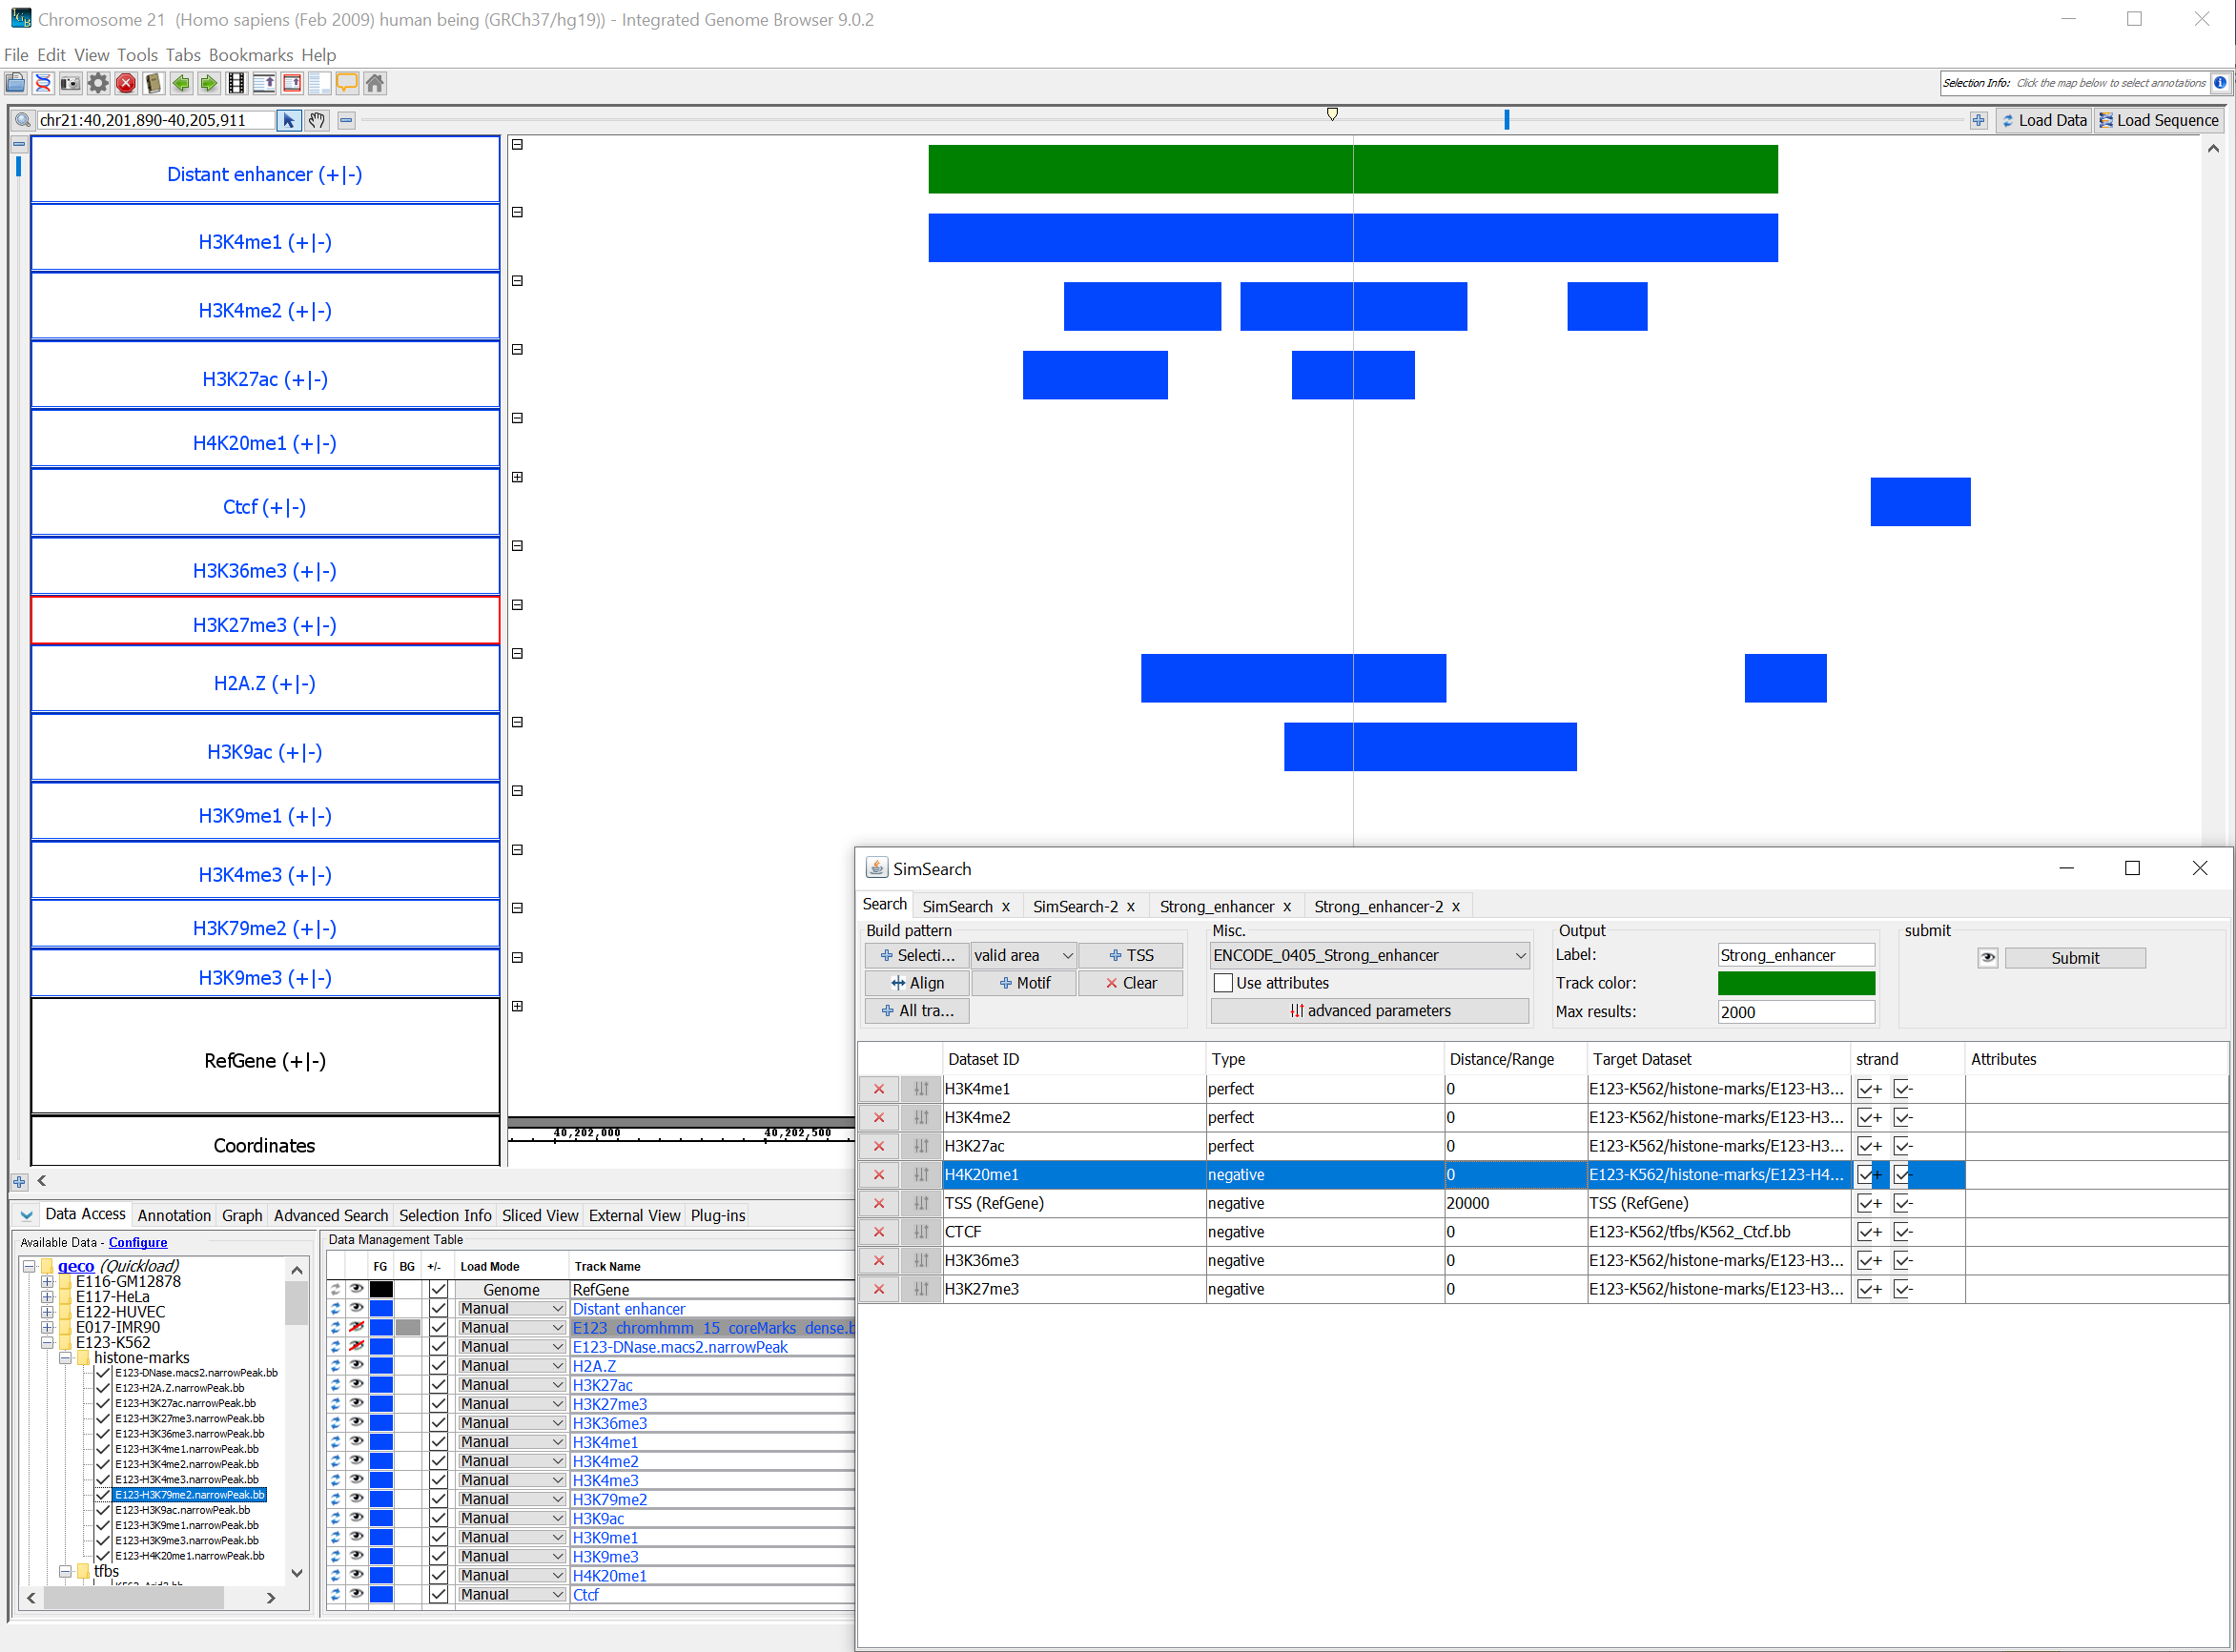 Chromosome 21 (Homo sapiens (Feb 2009) human being (GRCh37/hg19)) - Integrated Genome Browser 9.0.2
File Edit View Tools Tabs Bookmarks Help
Selection Info: Click the map below to select annotations
chr21:40,201,890-40,205,911
Load Data
Load Sequence
Distant enhancer (+|-)
H3K4me1 (+|-)
H3K4me2 (+|-)
H3K27ac (+|-)
H4K20me1 (+|-)
Ctcf (+|-)
H3K36me3 (+|-)
H3K27me3 (+|-)
H2A.Z (+|-)
H3K9ac (+|-)
H3K9me1 (+|-)
H3K4me3 (+|-)
H3K79me2 (+|-)
H3K9me3 (+|-)
RefGene (+|-)
Coordinates
40,202,000 40,202,500
SimSearch
Search SimSearch x SimSearch-2 x Strong_enhancer x Strong_enhancer-2 x
Build pattern
Selecti... valid area TSS
Align Motif Clear
All tra...
Misc.
ENCODE_0405_Strong_enhancer
Use attributes
advanced parameters
Output
Label: Strong_enhancer
Track color:
Max results: 2000
submit
Submit
Dataset ID Type Distance/Range Target Dataset strand Attributes
H3K4me1 perfect 0 E123-K562/histone-marks/E123-H3... + -
H3K4me2 perfect 0 E123-K562/histone-marks/E123-H3... + -
H3K27ac perfect 0 E123-K562/histone-marks/E123-H3... + -
H4K20me1 negative 0 E123-K562/histone-marks/E123-H4... + -
TSS (RefGene) negative 20000 TSS (RefGene) + -
CTCF negative 0 E123-K562/tfbs/K562_Ctcf.bb + -
H3K36me3 negative 0 E123-K562/histone-marks/E123-H3... + -
H3K27me3 negative 0 E123-K562/histone-marks/E123-H3... + -
Data Access Annotation Graph Advanced Search Selection Info Sliced View External View Plug-ins
Available Data - Configure
geco (Quickload)
E116-GM12878
E117-HeLa
E122-HUVEC
E017-IMR90
E123-K562
histone-marks
E123-DNase.macs2.narrowPeak.bb
E123-H2A.Z.narrowPeak.bb
E123-H3K27ac.narrowPeak.bb
E123-H3K27me3.narrowPeak.bb
E123-H3K36me3.narrowPeak.bb
E123-H3K4me1.narrowPeak.bb
E123-H3K4me2.narrowPeak.bb
E123-H3K4me3.narrowPeak.bb
E123-H3K79me2.narrowPeak.bb
E123-H3K9ac.narrowPeak.bb
E123-H3K9me1.narrowPeak.bb
E123-H3K9me3.narrowPeak.bb
E123-H4K20me1.narrowPeak.bb
tfbs
Data Management Table
FG BG +/- Load Mode Track Name
Genome RefGene
Manual Distant enhancer
Manual E123_chromhmm_15_coreMarks_dense.b
Manual E123-DNase.macs2.narrowPeak
Manual H2A.Z
Manual H3K27ac
Manual H3K27me3
Manual H3K36me3
Manual H3K4me1
Manual H3K4me2
Manual H3K4me3
Manual H3K79me2
Manual H3K9ac
Manual H3K9me1
Manual H3K9me3
Manual H4K20me1
Manual Ctcf